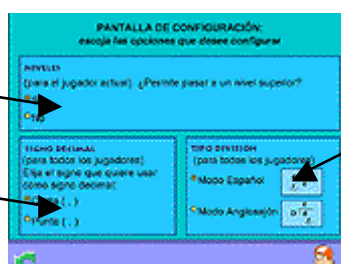 PANTALLA DE CONFIGURACIÓN:
escoja las opciones que desee configurar
NIVELES
(para el jugador actual) ¿Permite pasar a un nivel superior?
No
SIGNO DECIMAL
(para todos los jugadores)
Elija el signo que quiere usar
como signo decimal:
(,)
Punto (.)
TIPO DIVISION
(para todos los jugadores)
Modo Español
Modo Anglosajón